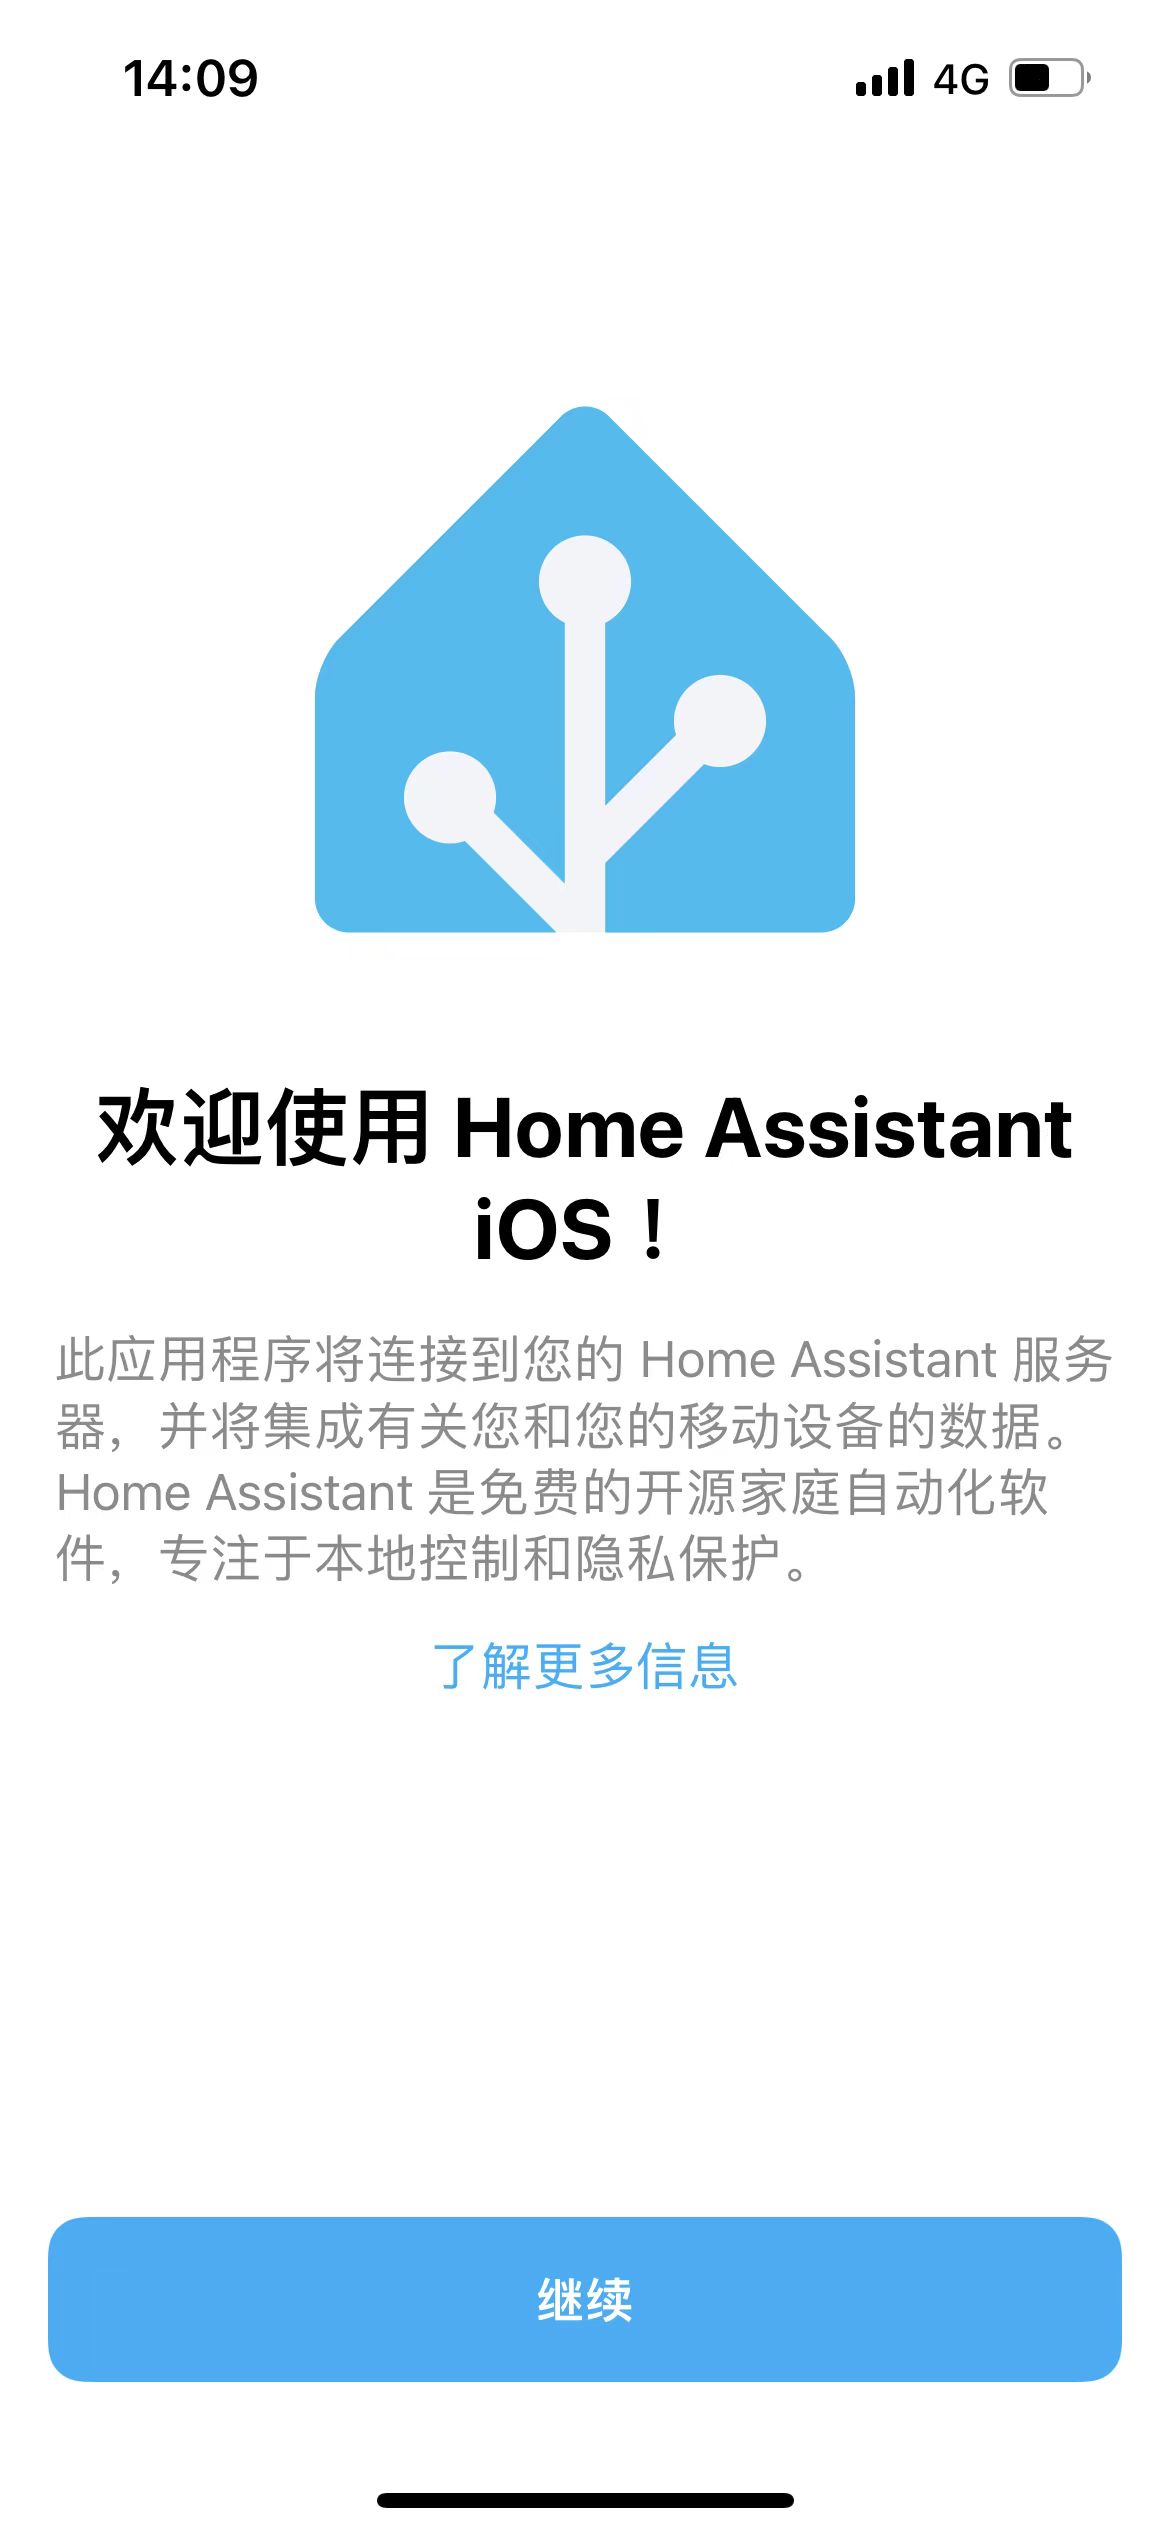 14:09
4G
欢迎使用 Home Assistant
iOS！
此应用程序将连接到您的 Home Assistant 服务
器，并将集成有关您和您的移动设备的数据。
Home Assistant 是免费的开源家庭自动化软
件，专注于本地控制和隐私保护。
了解更多信息
继续